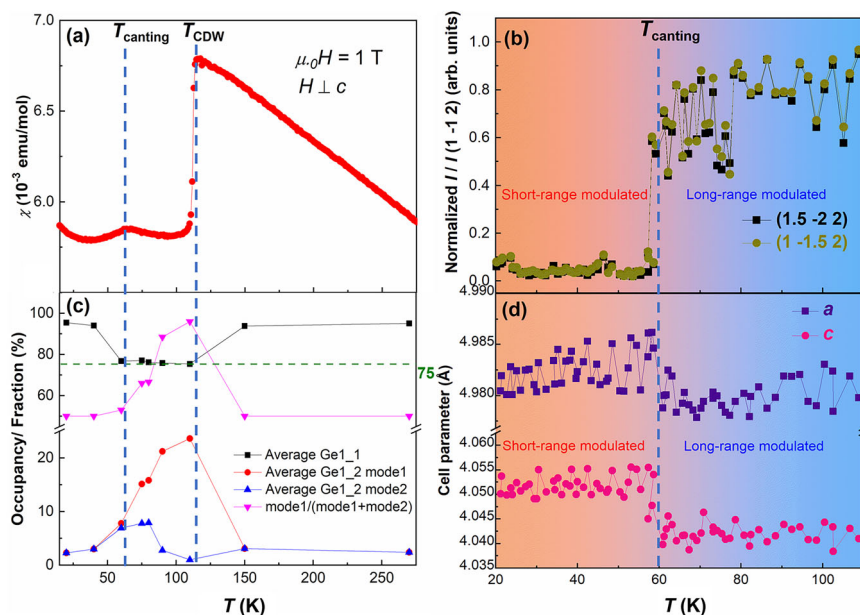 (a)
T canting
T CDW
μ₀H = 1 T
H ⊥ c
7.0
6.5
6.0
χ (10⁻³ emu/mol)
(b)
T canting
1.0
0.8
0.6
0.4
0.2
0.0
Normalized I / I (1 -1 2) (arb. units)
Short-range modulated
Long-range modulated
(1.5 -2 2)
(1 -1.5 2)
(c)
100
80
60
20
10
0
Occupancy/ Fraction (%)
75
Average Ge1_1
Average Ge1_2 mode1
Average Ge1_2 mode2
mode1/(mode1+mode2)
50
100
150
200
250
T (K)
(d)
a
c
4.990
4.985
4.980
4.060
4.055
4.050
4.045
4.040
4.035
Cell parameter (Å)
Short-range modulated
Long-range modulated
20
40
60
80
100
T (K)